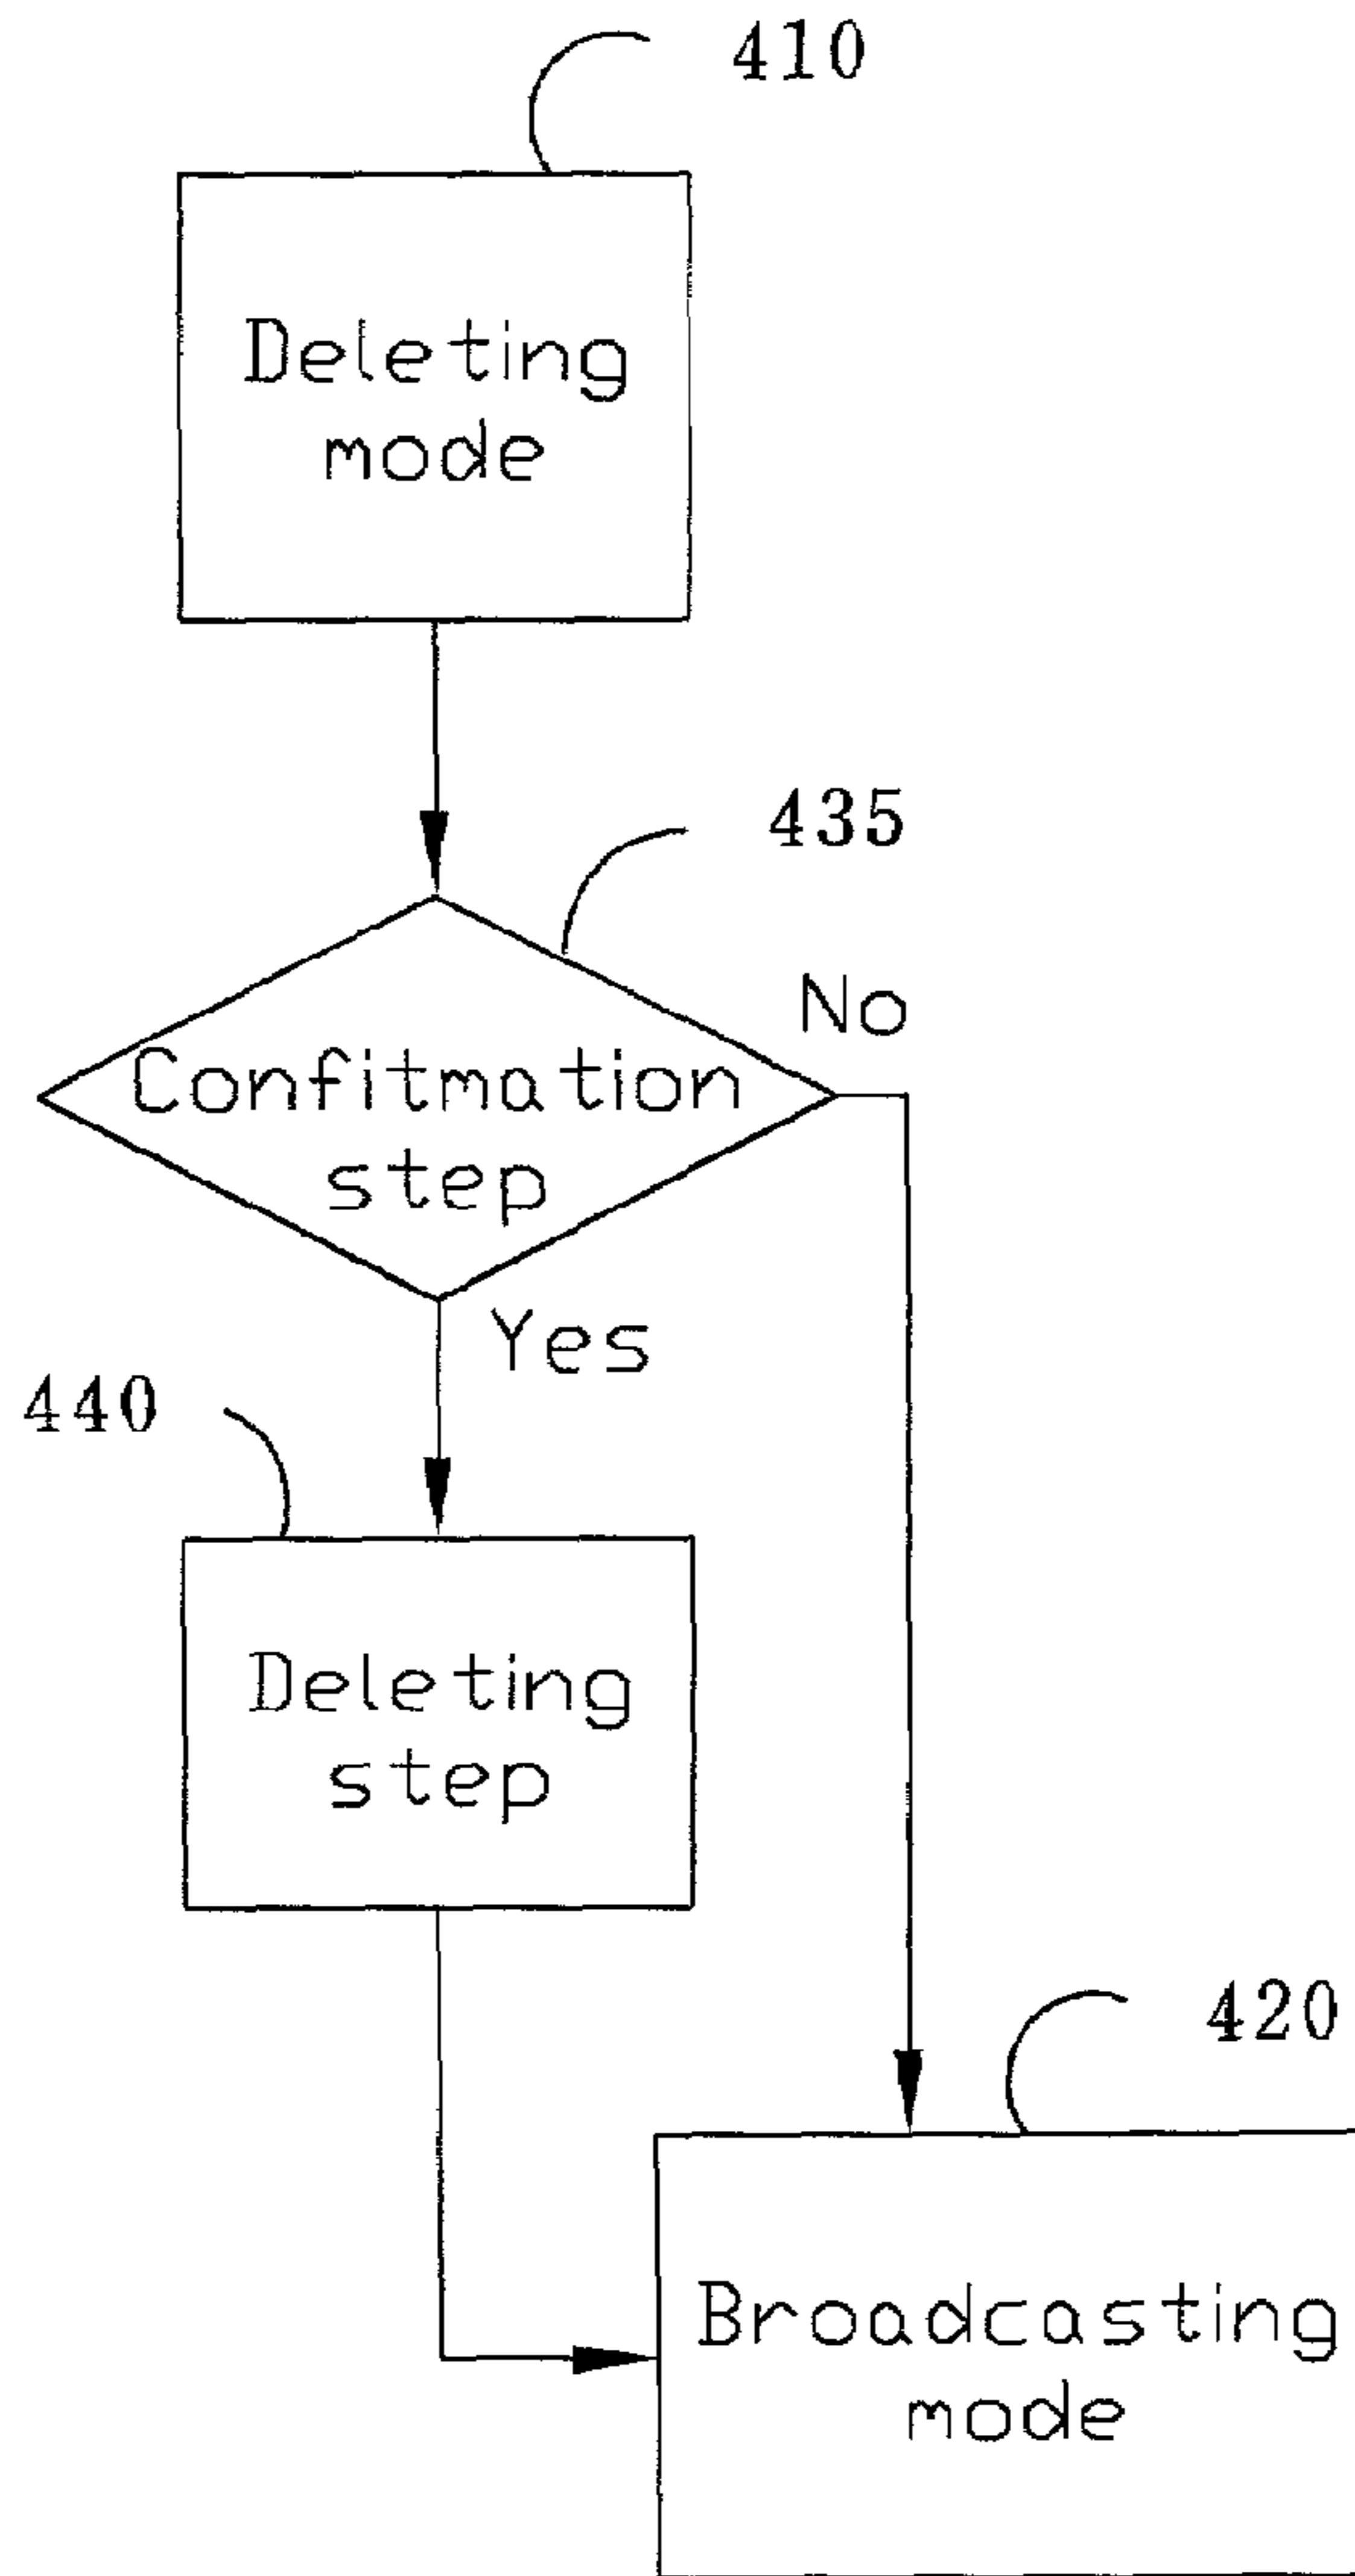 410
Deleting
mode
435
No
Confitmation
step
Yes
440
Deleting
step
420
Broadcasting
mode